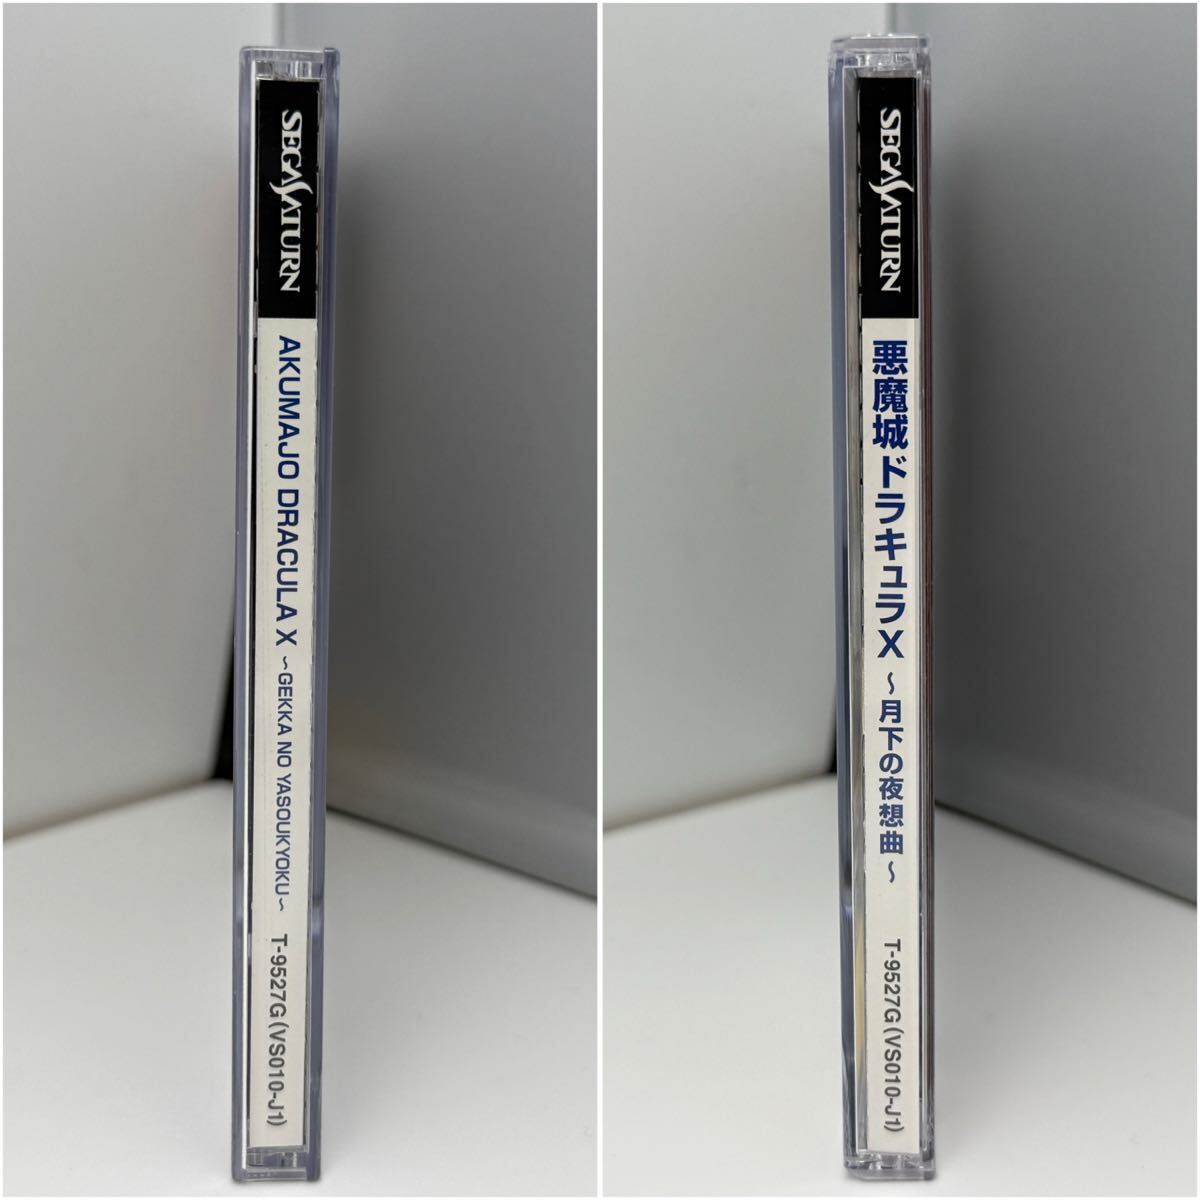 SEGA SATURN
AKUMAJO DRACULA X ～GEKKA NO YASOUKYOKU～
T-9527G (VS010-J1)
SEGA SATURN
悪魔城ドラキュラX ～月下の夜想曲～
T-9527G (VS010-J1)